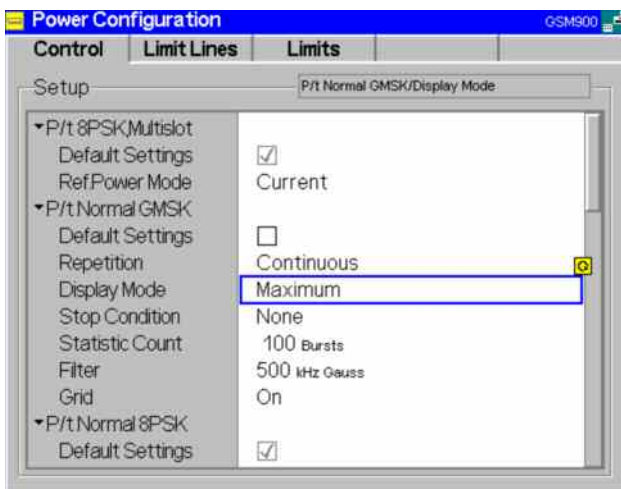 Power Configuration GSM900
Control Limit Lines Limits
Setup P/t Normal GMSK/Display Mode
P/t 8PSK,Multislot
Default Settings
Ref.Power Mode Current
P/t Normal GMSK
Default Settings
Repetition Continuous
Display Mode Maximum
Stop Condition None
Statistic Count 100 Bursts
Filter 500 kHz Gauss
Grid On
P/t Normal 8PSK
Default Settings